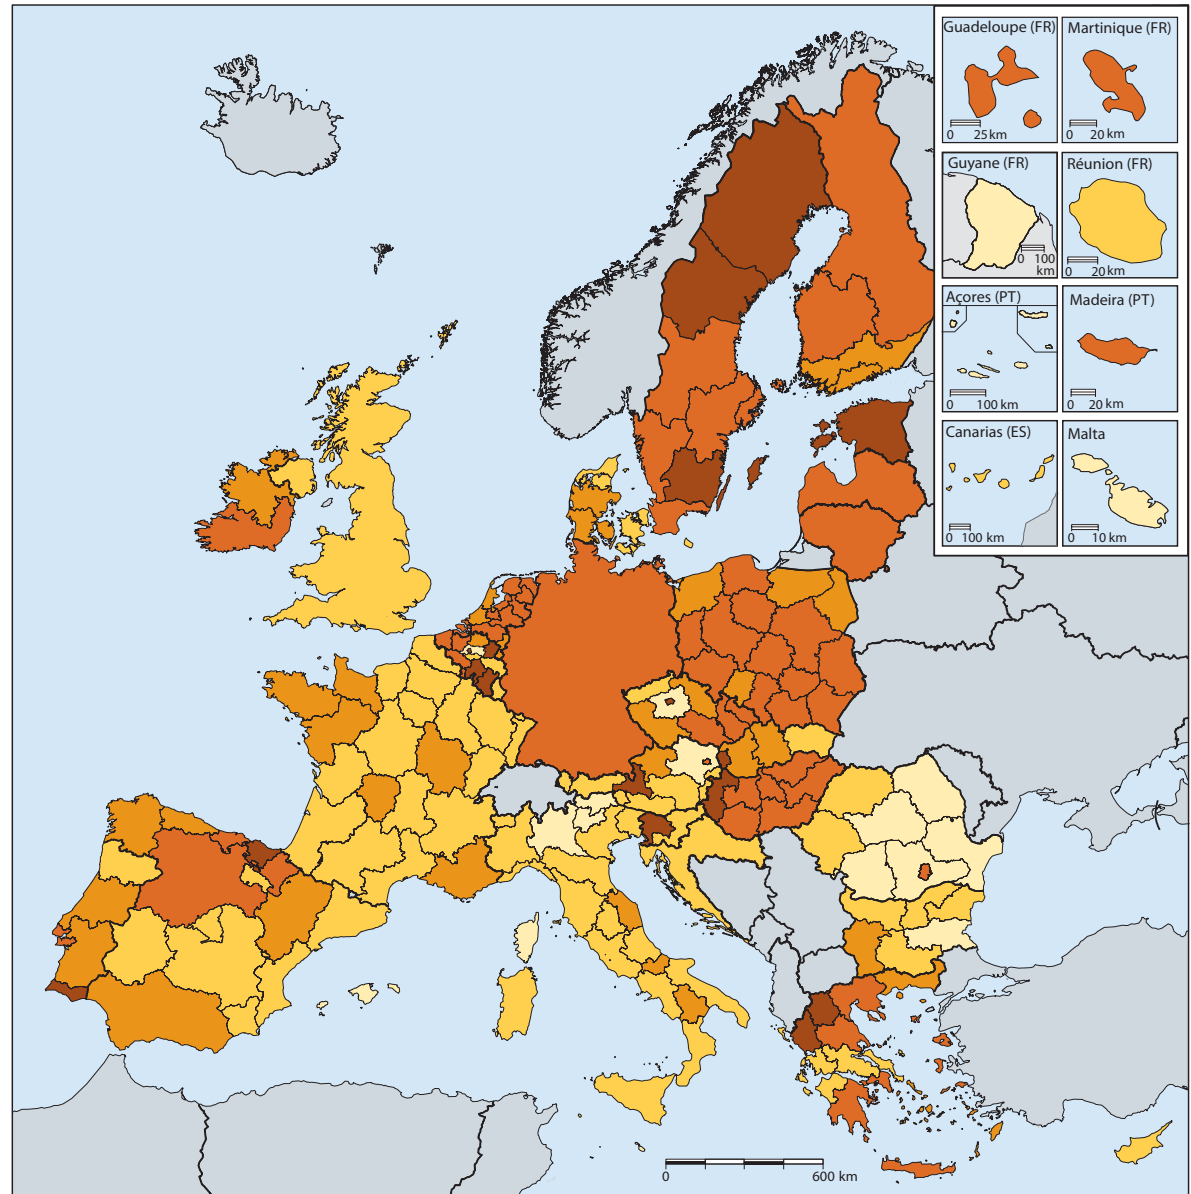 Guadeloupe (FR)
0 25 km
Martinique (FR)
0 20 km
Guyane (FR)
0 100
km
Réunion (FR)
0 20 km
Açores (PT)
0 100 km
Madeira (PT)
0 20 km
Canarias (ES)
0 100 km
Malta
0 10 km
0 600 km